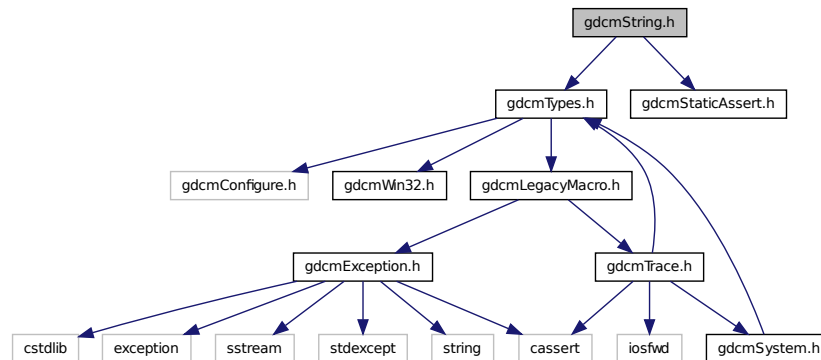 gdcmString.h
gdcmTypes.h
gdcmStaticAssert.h
gdcmConfigure.h
gdcmWin32.h
gdcmLegacyMacro.h
gdcmException.h
gdcmTrace.h
cstdlib
exception
sstream
stdexcept
string
cassert
iosfwd
gdcmSystem.h